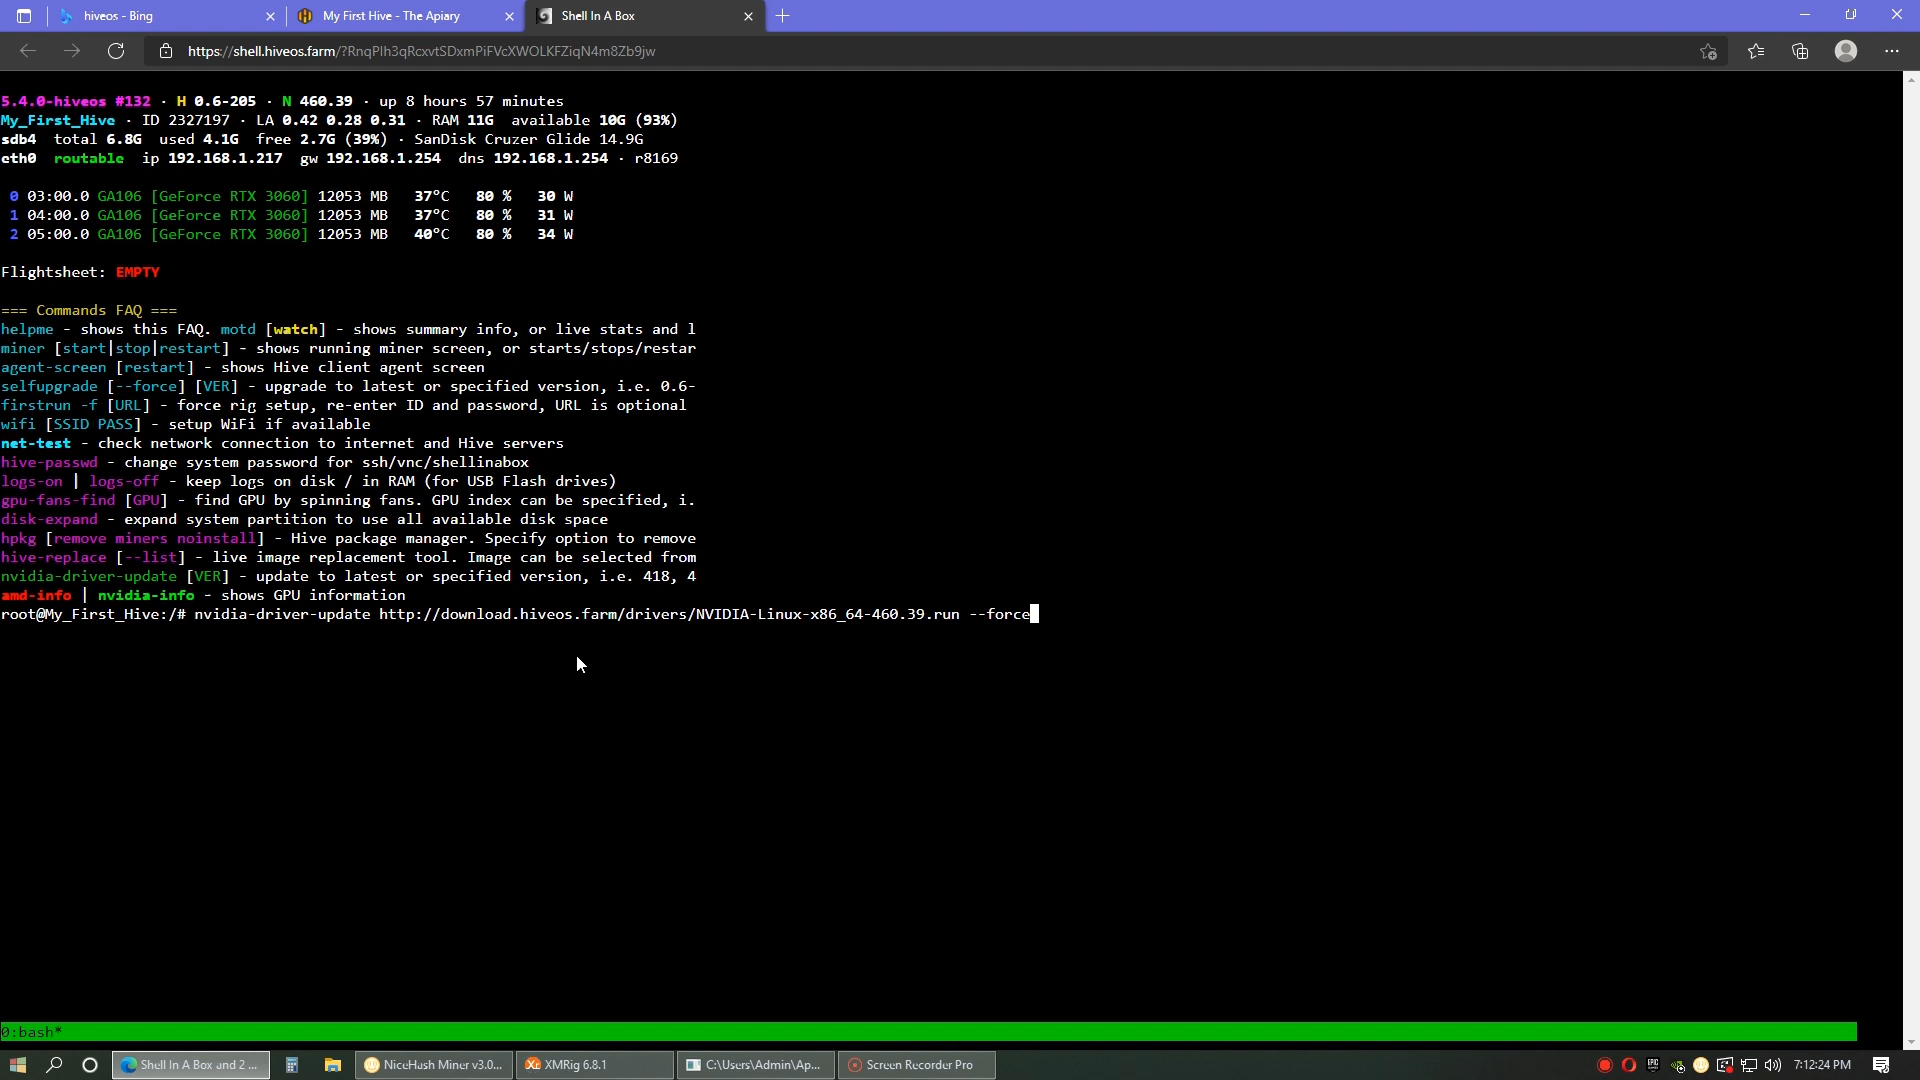 hiveos - Bing
My First Hive - The Apiary
Shell In A Box
https://shell.hiveos.farm/?RnqPlh3qRcxvtSDxmPiFVcXWOLKFZiqN4m8Zb9jw
5.4.0-hiveos #132 · H 0.6-205 · N 460.39 · up 8 hours 57 minutes
My_First_Hive · ID 2327197 · LA 0.42 0.28 0.31 · RAM 11G available 10G (93%)
sdb4 total 6.8G used 4.1G free 2.7G (39%) · SanDisk Cruzer Glide 14.9G
eth0 routable ip 192.168.1.217 gw 192.168.1.254 dns 192.168.1.254 · r8169
0 03:00.0 GA106 [GeForce RTX 3060] 12053 MB 37°C 80 % 30 W
1 04:00.0 GA106 [GeForce RTX 3060] 12053 MB 37°C 80 % 31 W
2 05:00.0 GA106 [GeForce RTX 3060] 12053 MB 40°C 80 % 34 W
Flightsheet: EMPTY
=== Commands FAQ ===
helpme - shows this FAQ. motd [watch] - shows summary info, or live stats and l
miner [start|stop|restart] - shows running miner screen, or starts/stops/restar
agent-screen [restart] - shows Hive client agent screen
selfupgrade [--force] [VER] - upgrade to latest or specified version, i.e. 0.6-
firstrun -f [URL] - force rig setup, re-enter ID and password, URL is optional
wifi [SSID PASS] - setup WiFi if available
net-test - check network connection to internet and Hive servers
hive-passwd - change system password for ssh/vnc/shellinabox
logs-on | logs-off - keep logs on disk / in RAM (for USB Flash drives)
gpu-fans-find [GPU] - find GPU by spinning fans. GPU index can be specified, i.
disk-expand - expand system partition to use all available disk space
hpkg [remove miners noinstall] - Hive package manager. Specify option to remove
hive-replace [--list] - live image replacement tool. Image can be selected from
nvidia-driver-update [VER] - update to latest or specified version, i.e. 418, 4
amd-info | nvidia-info - shows GPU information
root@My_First_Hive:/# nvidia-driver-update http://download.hiveos.farm/drivers/NVIDIA-Linux-x86_64-460.39.run --force
0:bash*
Shell In A Box and 2 ...
NiceHash Miner v3.0...
XMRig 6.8.1
C:\Users\Admin\Ap...
Screen Recorder Pro
7:12:24 PM